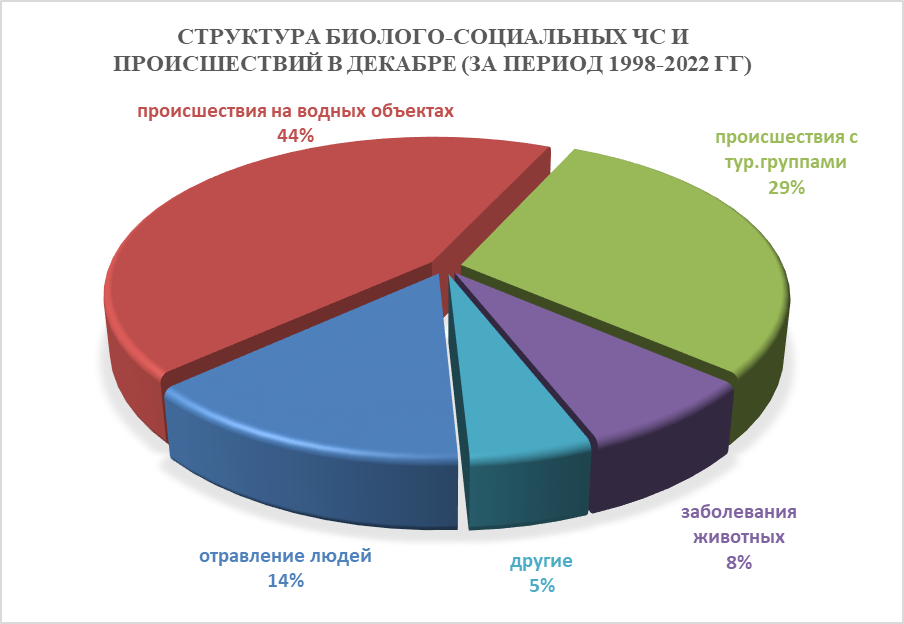 СТРУКТУРА БИОЛОГО-СОЦИАЛЬНЫХ ЧС И
ПРОИСШЕСТВИЙ В ДЕКАБРЕ (ЗА ПЕРИОД 1998-2022 ГГ)
происшествия на водных объектах
44%
происшествия с
тур.группами
29%
заболевания
животных
8%
другие
5%
отравление людей
14%